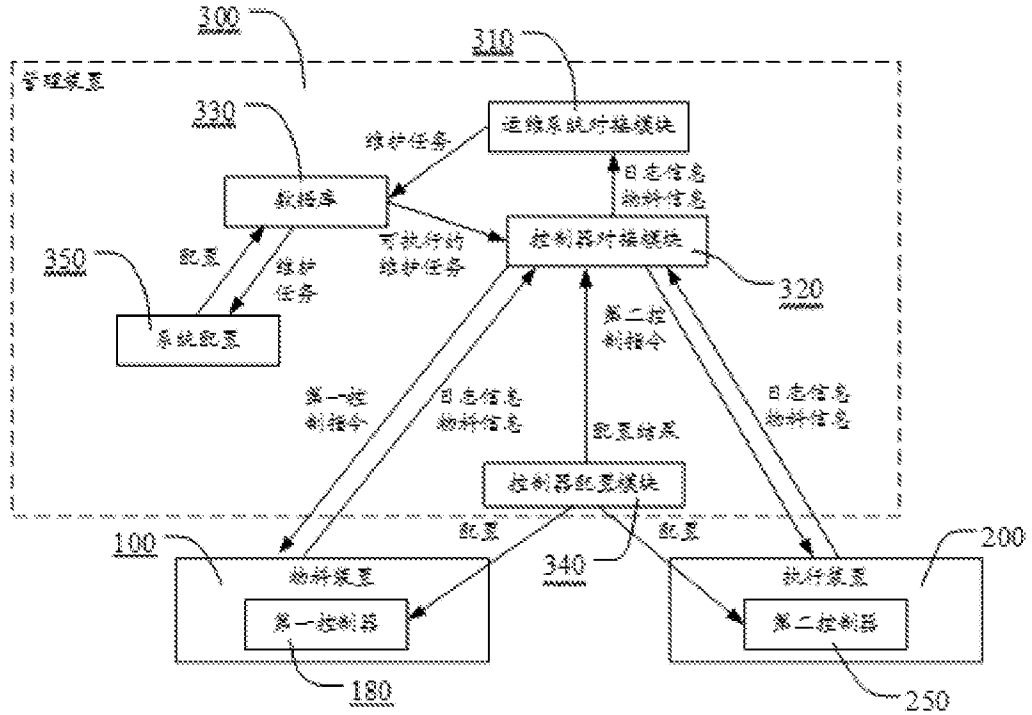 300
310
管理装置
330
运维系统对接模块
维护任务
日志信息
物料信息
数据库
控制器对接模块
可执行的
维护任务
350
配置
维护
任务
320
系统配置
第二控
制指令
第一控
制指令
日志信息
物料信息
日志信息
物料信息
配置结果
控制器配置模块
配置
配置
100
340
200
物料装置
执行装置
第一控制器
第二控制器
180
250